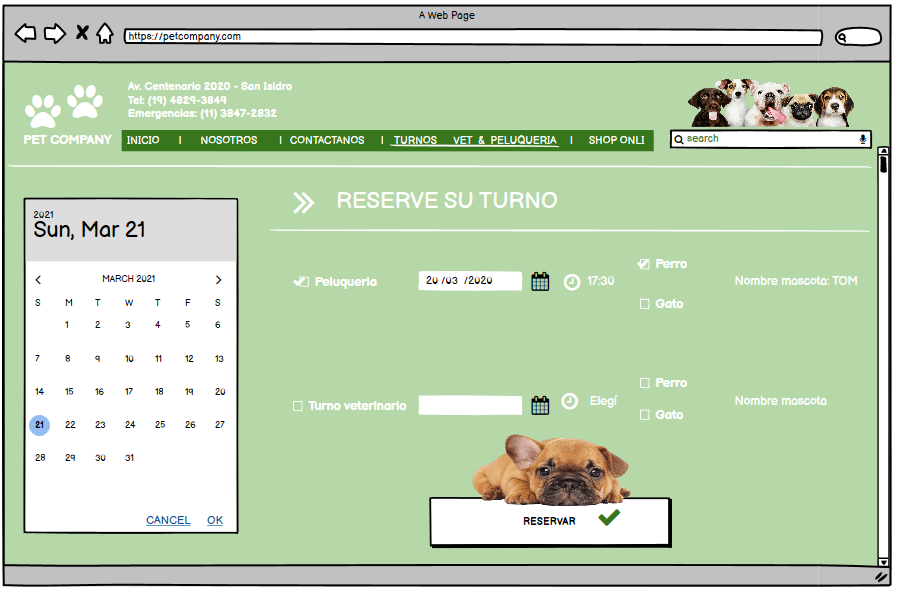 A Web Page
https://petcompany.com
Av. Centenario 2020 - San Isidro
Tel: (19) 4829-3849
Emergencias: (11) 3847-2832
PET COMPANY
INICIO | NOSOTROS | CONTACTANOS | TURNOS VET & PELUQUERIA | SHOP ONLI
search
RESERVE SU TURNO
2021
Sun, Mar 21
MARCH 2021
S M T W T F S
1 2 3 4 5 6
7 8 9 10 11 12 13
14 15 16 17 18 19 20
21 22 23 24 25 26 27
28 29 30 31
CANCEL OK
Peluqueria
20 /03 /2020
17:30
Perro
Gato
Nombre mascota: TOM
Turno veterinario
Elegí
Perro
Gato
Nombre mascota
RESERVAR